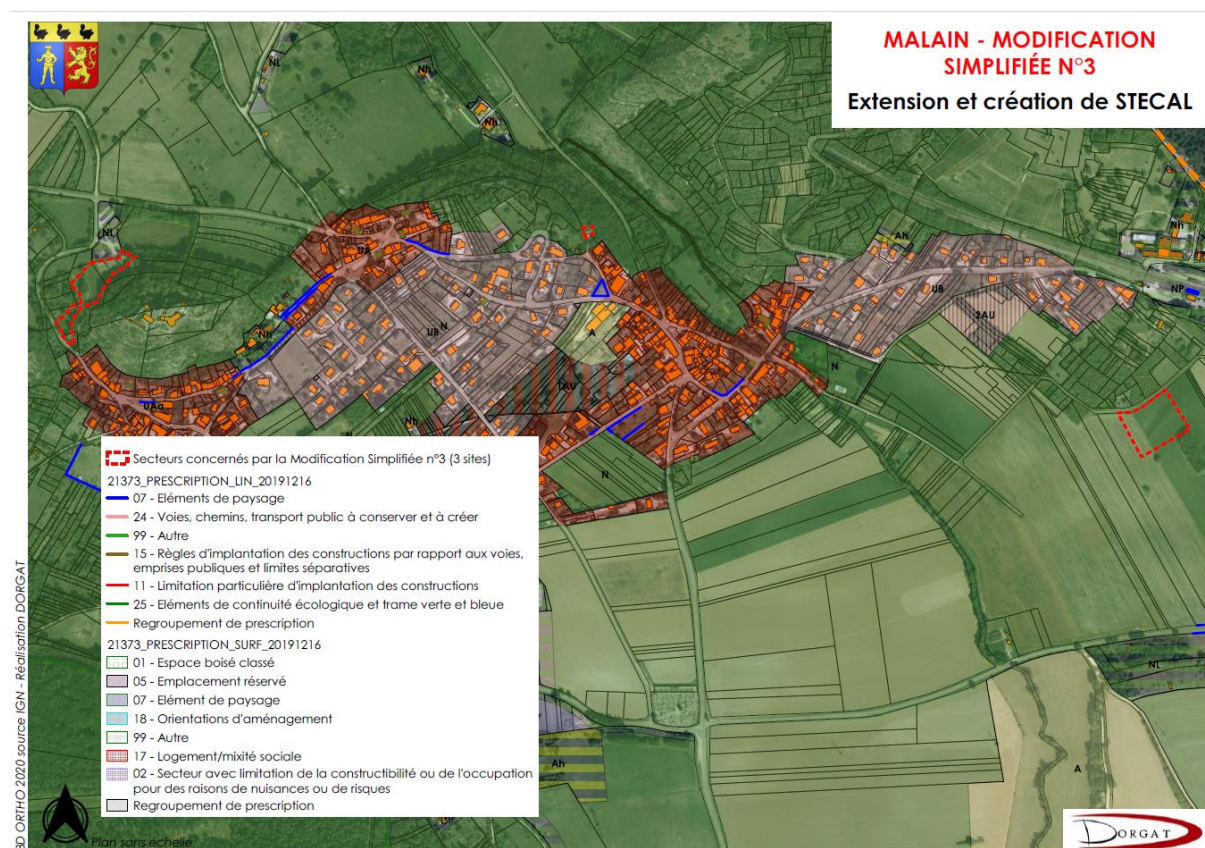 MALAIN - MODIFICATION
SIMPLIFIÉE N°3
Extension et création de STECAL
NL
Nh
Nh
Nh
NL
UA
Ah
UB
NP
2AU
N
UB
A
Nh
1AU
N
UAa
Nh
N
NL
A
Ah
Secteurs concernés par la Modification Simplifiée n°3 (3 sites)
21373_PRESCRIPTION_LIN_20191216
07 - Eléments de paysage
24 - Voies, chemins, transport public à conserver et à créer
99 - Autre
15 - Règles d'implantation des constructions par rapport aux voies,
emprises publiques et limites séparatives
11 - Limitation particulière d'implantation des constructions
25 - Eléments de continuité écologique et trame verte et bleue
Regroupement de prescription
21373_PRESCRIPTION_SURF_20191216
01 - Espace boisé classé
05 - Emplacement réservé
07 - Elément de paysage
18 - Orientations d'aménagement
99 - Autre
17 - Logement/mixité sociale
02 - Secteur avec limitation de la constructibilité ou de l'occupation
pour des raisons de nuisances ou de risques
Regroupement de prescription
BD ORTHO 2020 source IGN - Réalisation DORGAT
Plan sans echelle
DORGAT